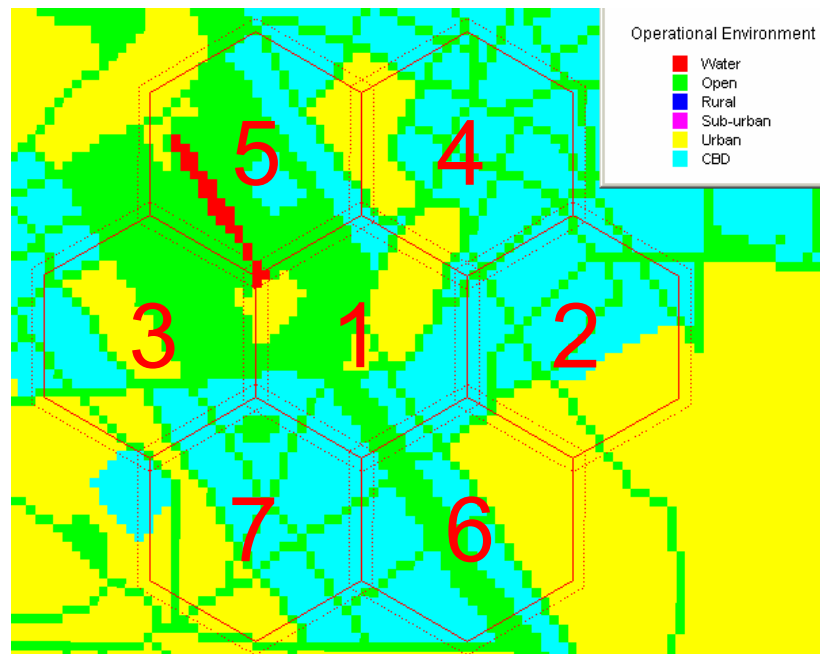 Operational Environment
Water
Open
Rural
Sub-urban
Urban
CBD
5
4
3
1
2
7
6